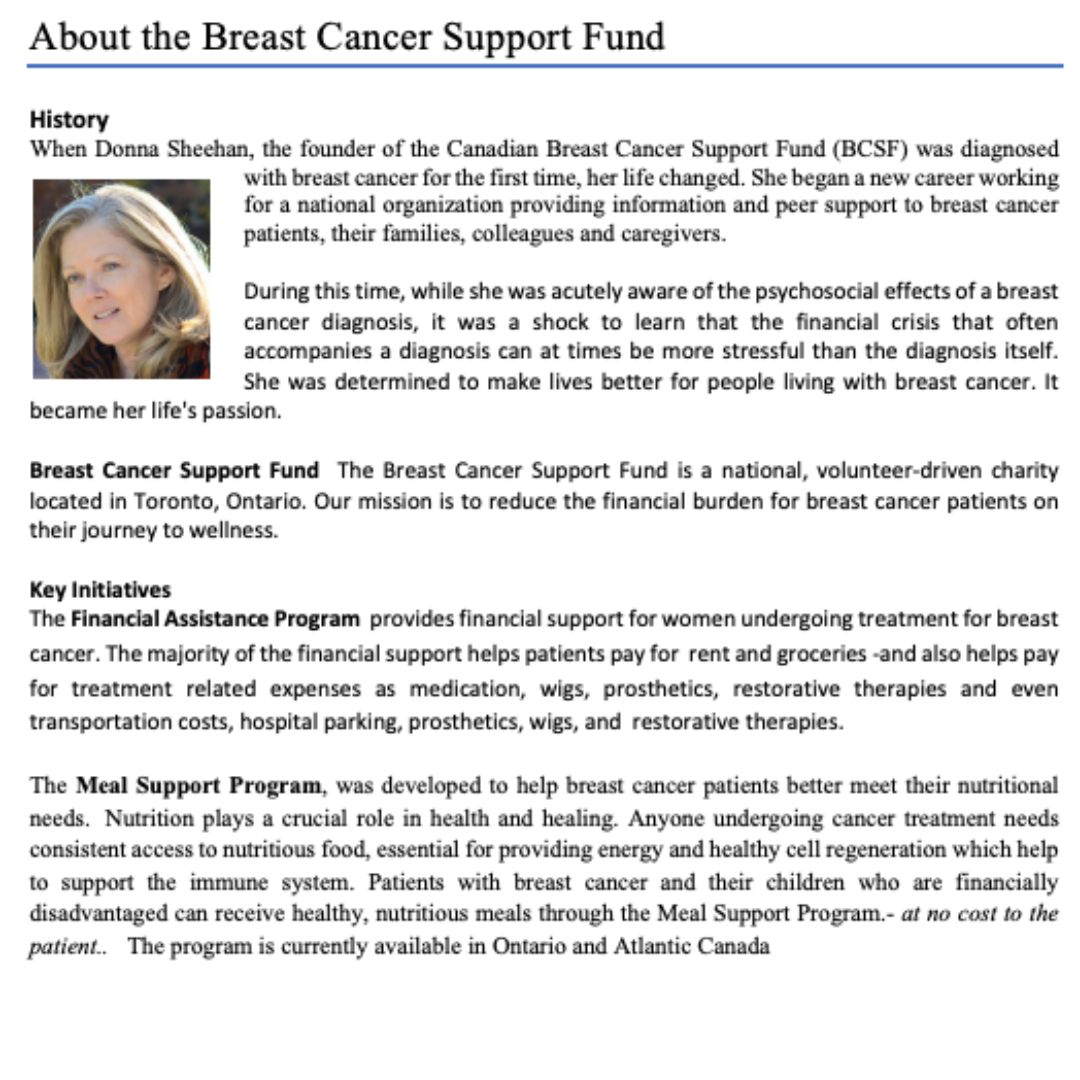 About the Breast Cancer Support Fund
History
When Donna Sheehan, the founder of the Canadian Breast Cancer Support Fund (BCSF) was diagnosed
with breast cancer for the first time, her life changed. She began a new career working
for a national organization providing information and peer support to breast cancer
patients, their families, colleagues and caregivers.
During this time, while she was acutely aware of the psychosocial effects of a breast
cancer diagnosis, it was a shock to learn that the financial crisis that often
accompanies a diagnosis can at times be more stressful than the diagnosis itself.
She was determined to make lives better for people living with breast cancer. It
became her life's passion.
Breast Cancer Support Fund The Breast Cancer Support Fund is a national, volunteer-driven charity
located in Toronto, Ontario. Our mission is to reduce the financial burden for breast cancer patients on
their journey to wellness.
Key Initiatives
The Financial Assistance Program provides financial support for women undergoing treatment for breast
cancer. The majority of the financial support helps patients pay for rent and groceries -and also helps pay
for treatment related expenses as medication, wigs, prosthetics, restorative therapies and even
transportation costs, hospital parking, prosthetics, wigs, and restorative therapies.
The Meal Support Program, was developed to help breast cancer patients better meet their nutritional
needs. Nutrition plays a crucial role in health and healing. Anyone undergoing cancer treatment needs
consistent access to nutritious food, essential for providing energy and healthy cell regeneration which help
to support the immune system. Patients with breast cancer and their children who are financially
disadvantaged can receive healthy, nutritious meals through the Meal Support Program.- at no cost to the
patient.. The program is currently available in Ontario and Atlantic Canada